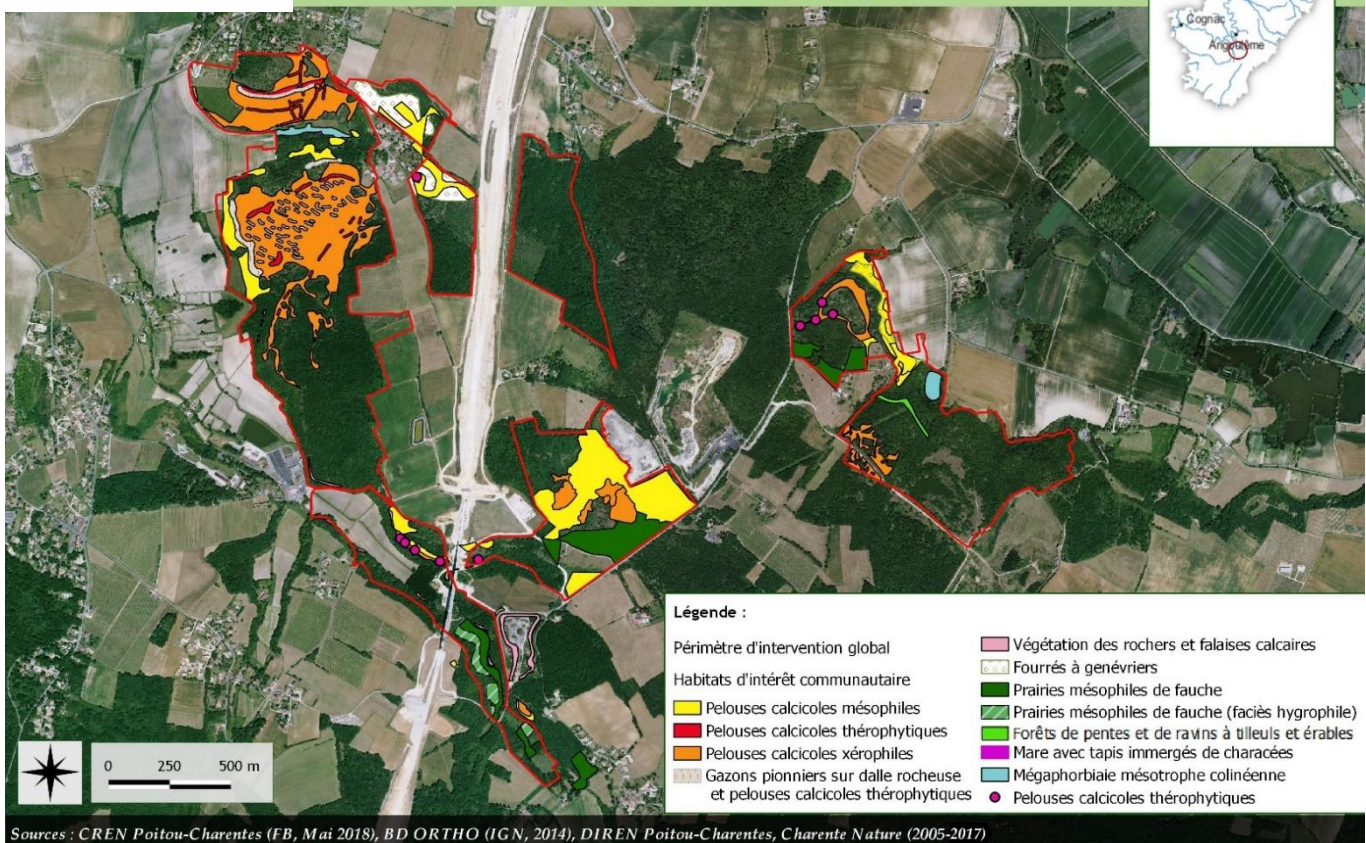 Cognac
Angoulême
Légende :
Périmètre d'intervention global
Habitats d'intérêt communautaire
Pelouses calcicoles mésophiles
Pelouses calcicoles thérophytiques
Pelouses calcicoles xérophiles
Gazons pionniers sur dalle rocheuse
et pelouses calcicoles thérophytiques
Végétation des rochers et falaises calcaires
Fourrés à genévriers
Prairies mésophiles de fauche
Prairies mésophiles de fauche (faciès hygrophile)
Forêts de pentes et de ravins à tilleuls et érables
Mare avec tapis immergés de characées
Mégaphorbiaie mésotrophe colinéenne
Pelouses calcicoles thérophytiques
0 250 500 m
Sources : CREN Poitou-Charentes (FB, Mai 2018), BD ORTHO (IGN, 2014), DIREN Poitou-Charentes, Charente Nature (2005-2017)